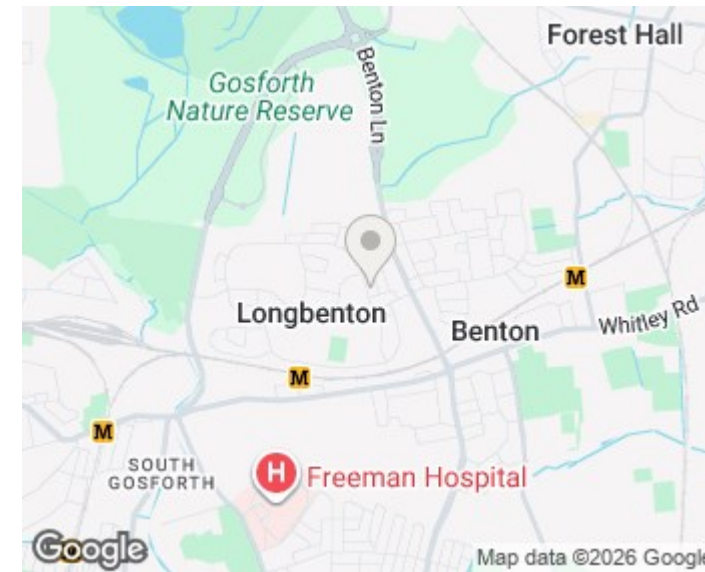 Forest Hall
Benton Ln
Gosforth
Nature Reserve
M
Longbenton
Benton
Whitley Rd
M
M
SOUTH
GOSFORTH
H
Freeman Hospital
Google
Map data ©2026 Google